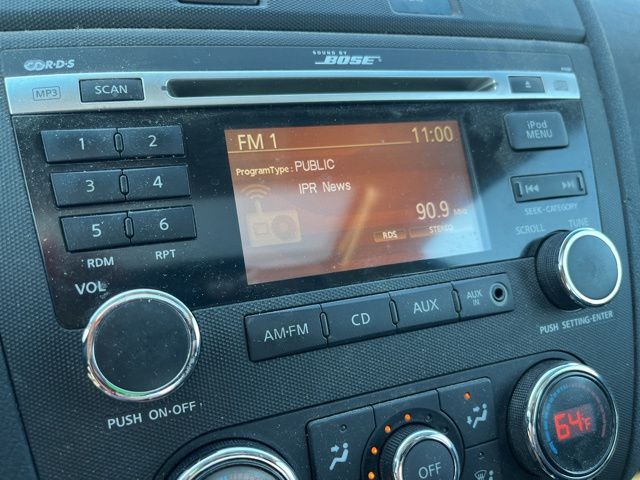 SOUND BY
BOSE
C·D·R·D·S
MP3
SCAN
FM 1
11:00
ProgramType : PUBLIC
IPR News
90.9 MHz
RDS
STEREO
iPod
MENU
1
2
3
4
5
6
RDM
RPT
SEEK-CATEGORY
SCROLL
TUNE
VOL
PUSH ON·OFF
AM·FM
CD
AUX
AUX
IN
PUSH SETTING·ENTER
OFF
64°F